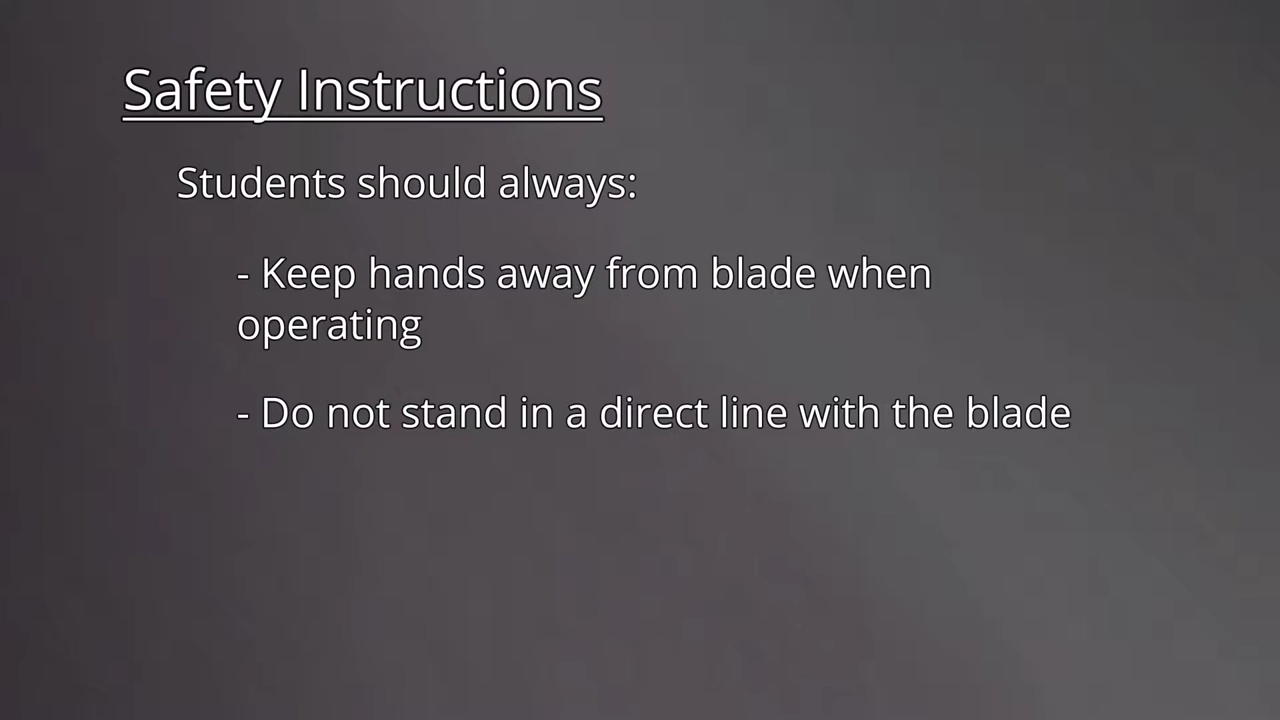 Safety Instructions
Students should always:
- Keep hands away from blade when
operating
- Do not stand in a direct line with the blade